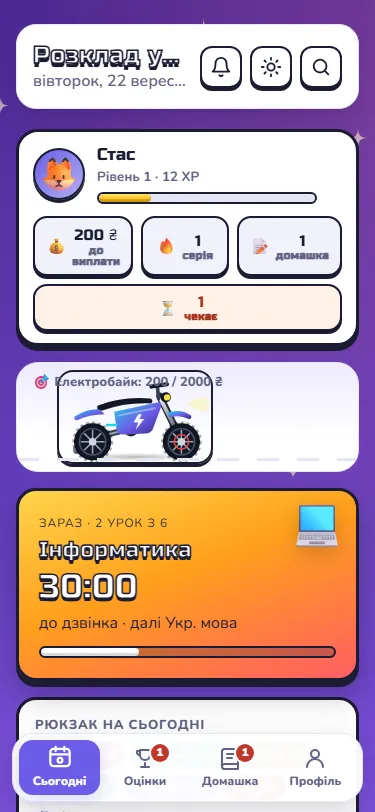 Розклад у...
вівторок, 22 верес...
Стас
Рівень 1 · 12 XP
200 ₴
до
виплати
1
серія
1
домашка
1
чекає
Електробайк: 200 / 2000 ₴
ЗАРАЗ · 2 УРОК З 6
Інформатика
30:00
до дзвінка · далі Укр. мова
РЮКЗАК НА СЬОГОДНІ
Сьогодні
1
Оцінки
1
Домашка
Профіль